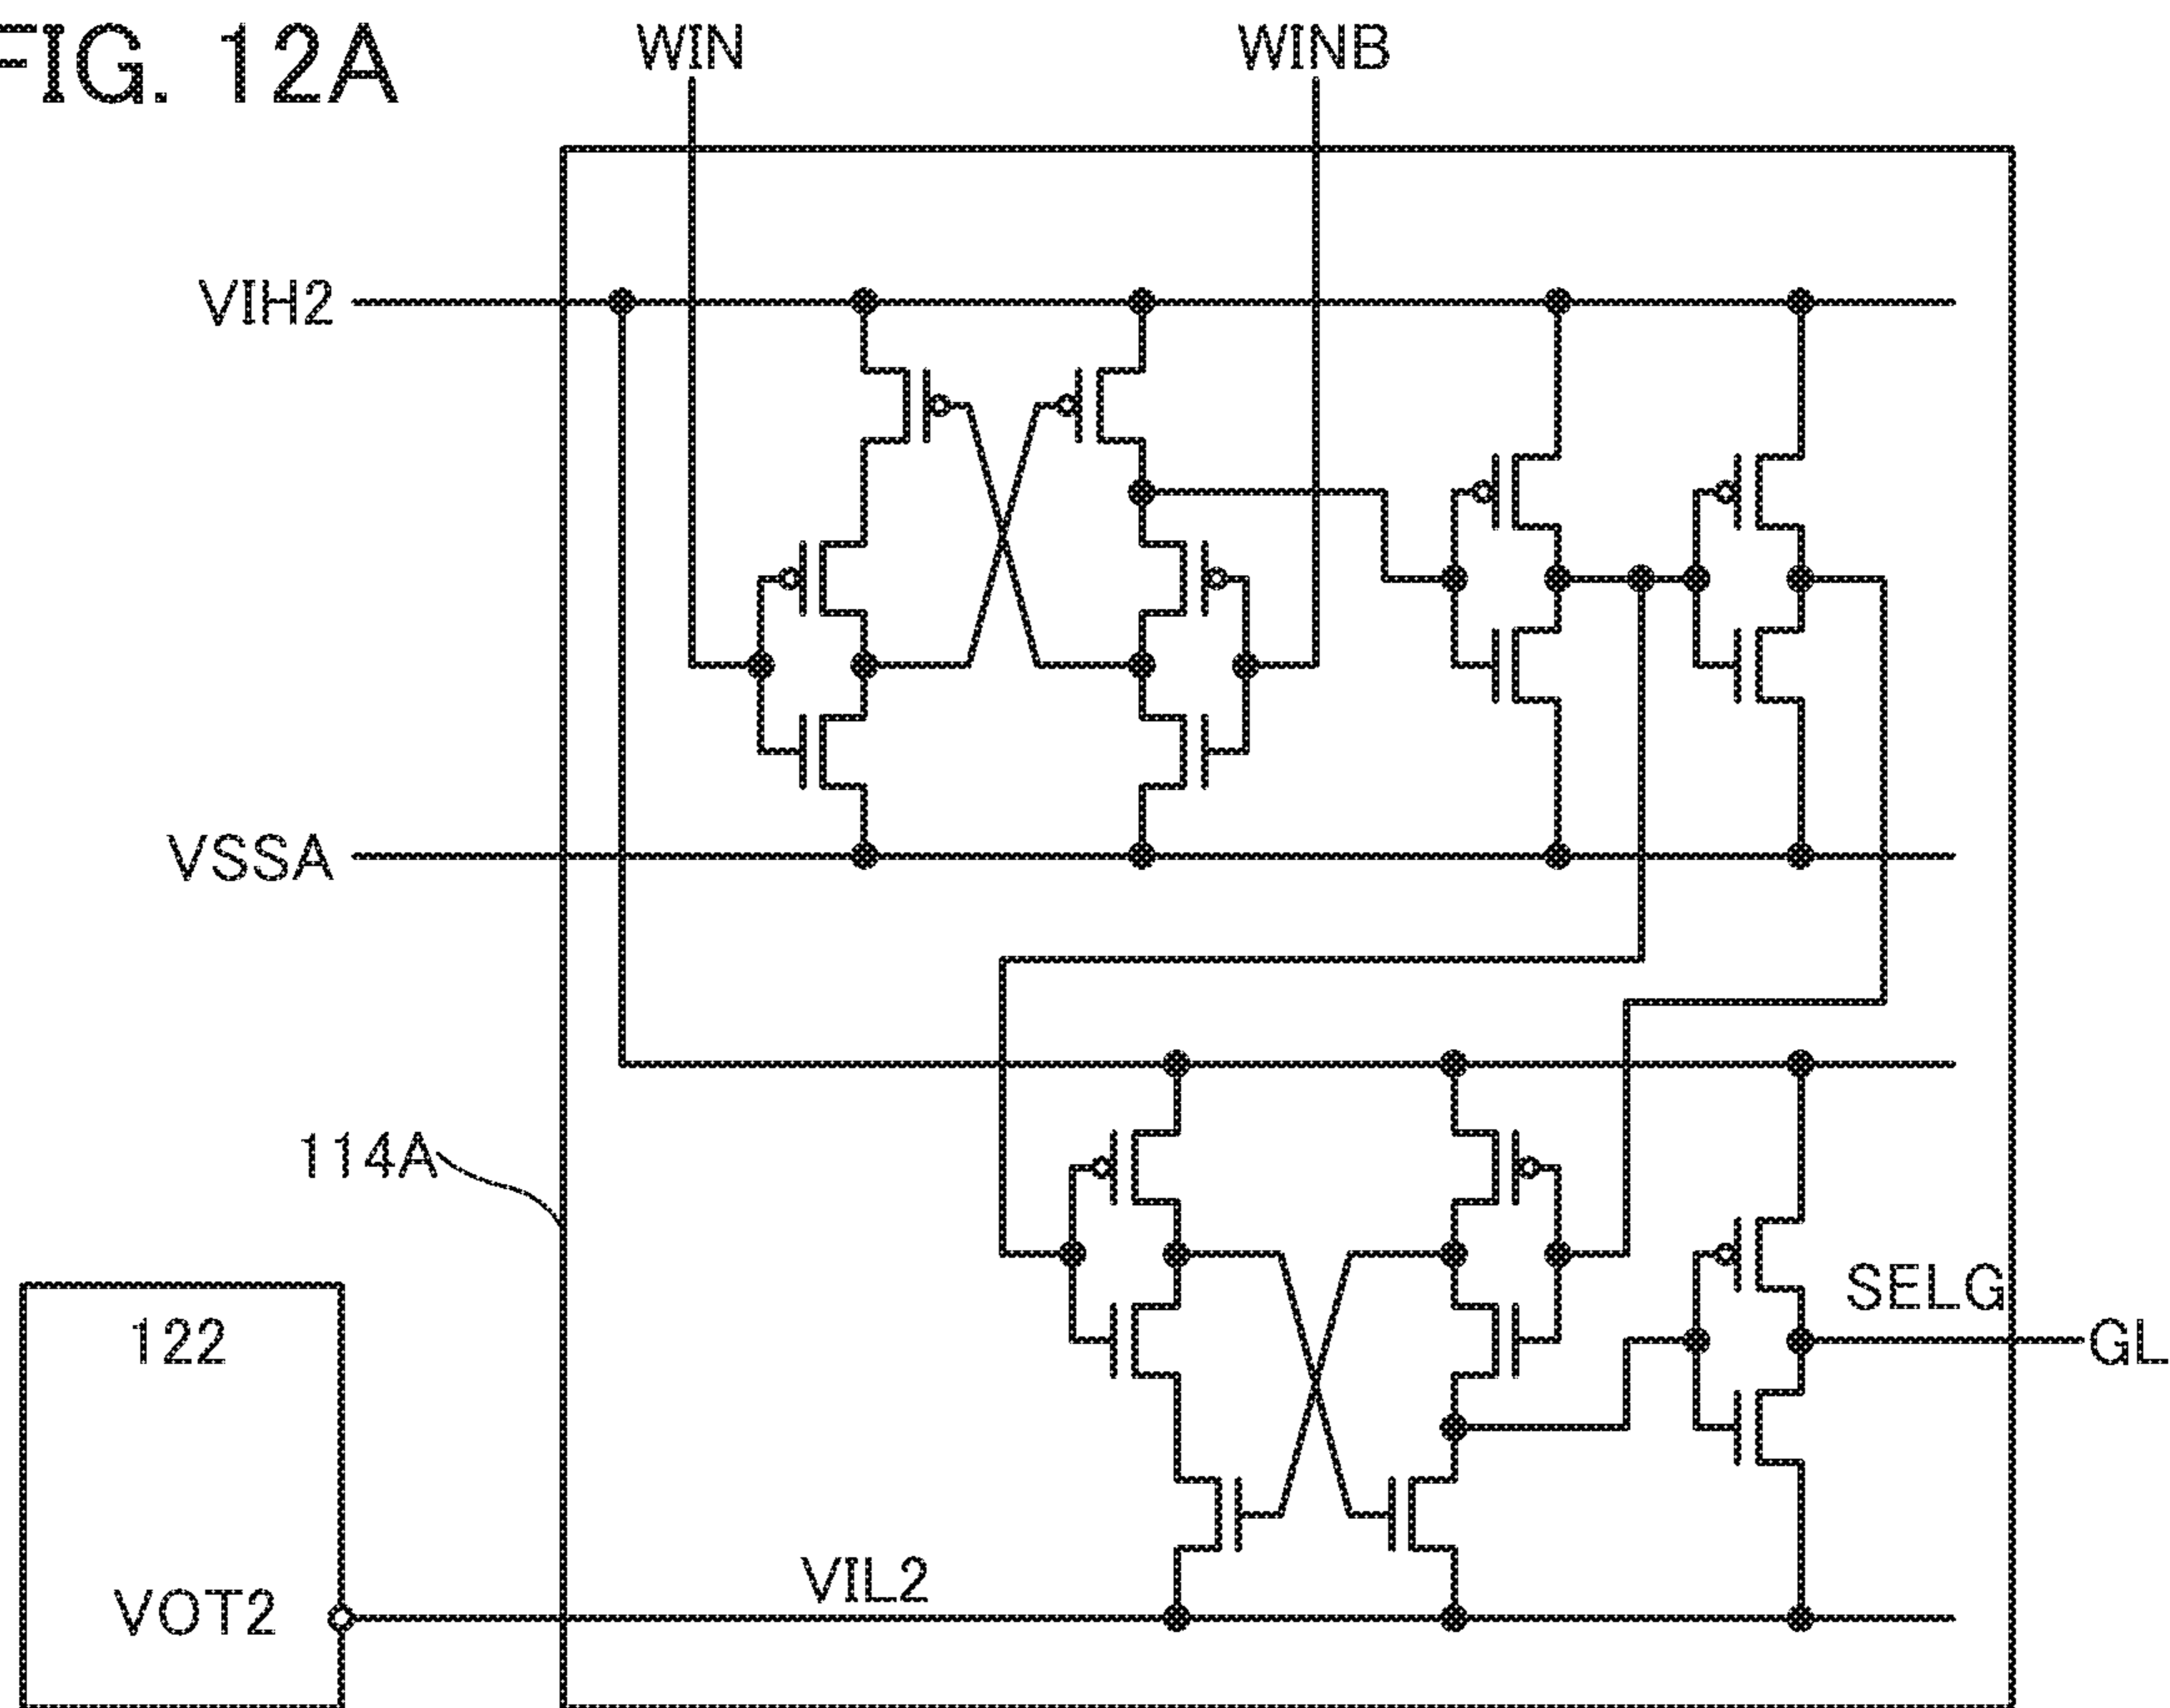 FIG. 12A
WIN
WINB
VIH2
VSSA
114A
122
SELG
GL
VIL2
VOT2